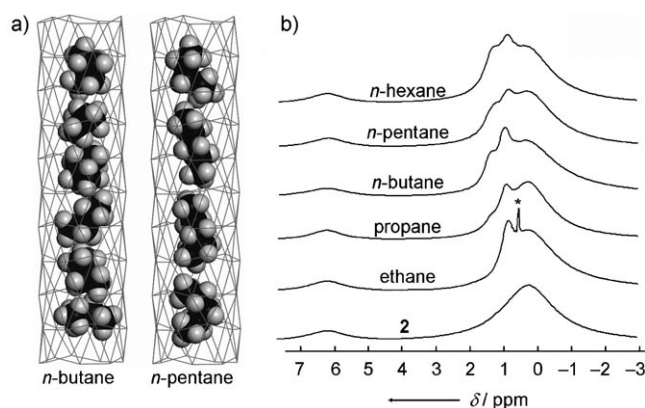 a)
n-butane
n-pentane
b)
n-hexane
n-pentane
n-butane
propane
*
ethane
2
7 6 5 4 3 2 1 0 –1 –2 –3
δ / ppm